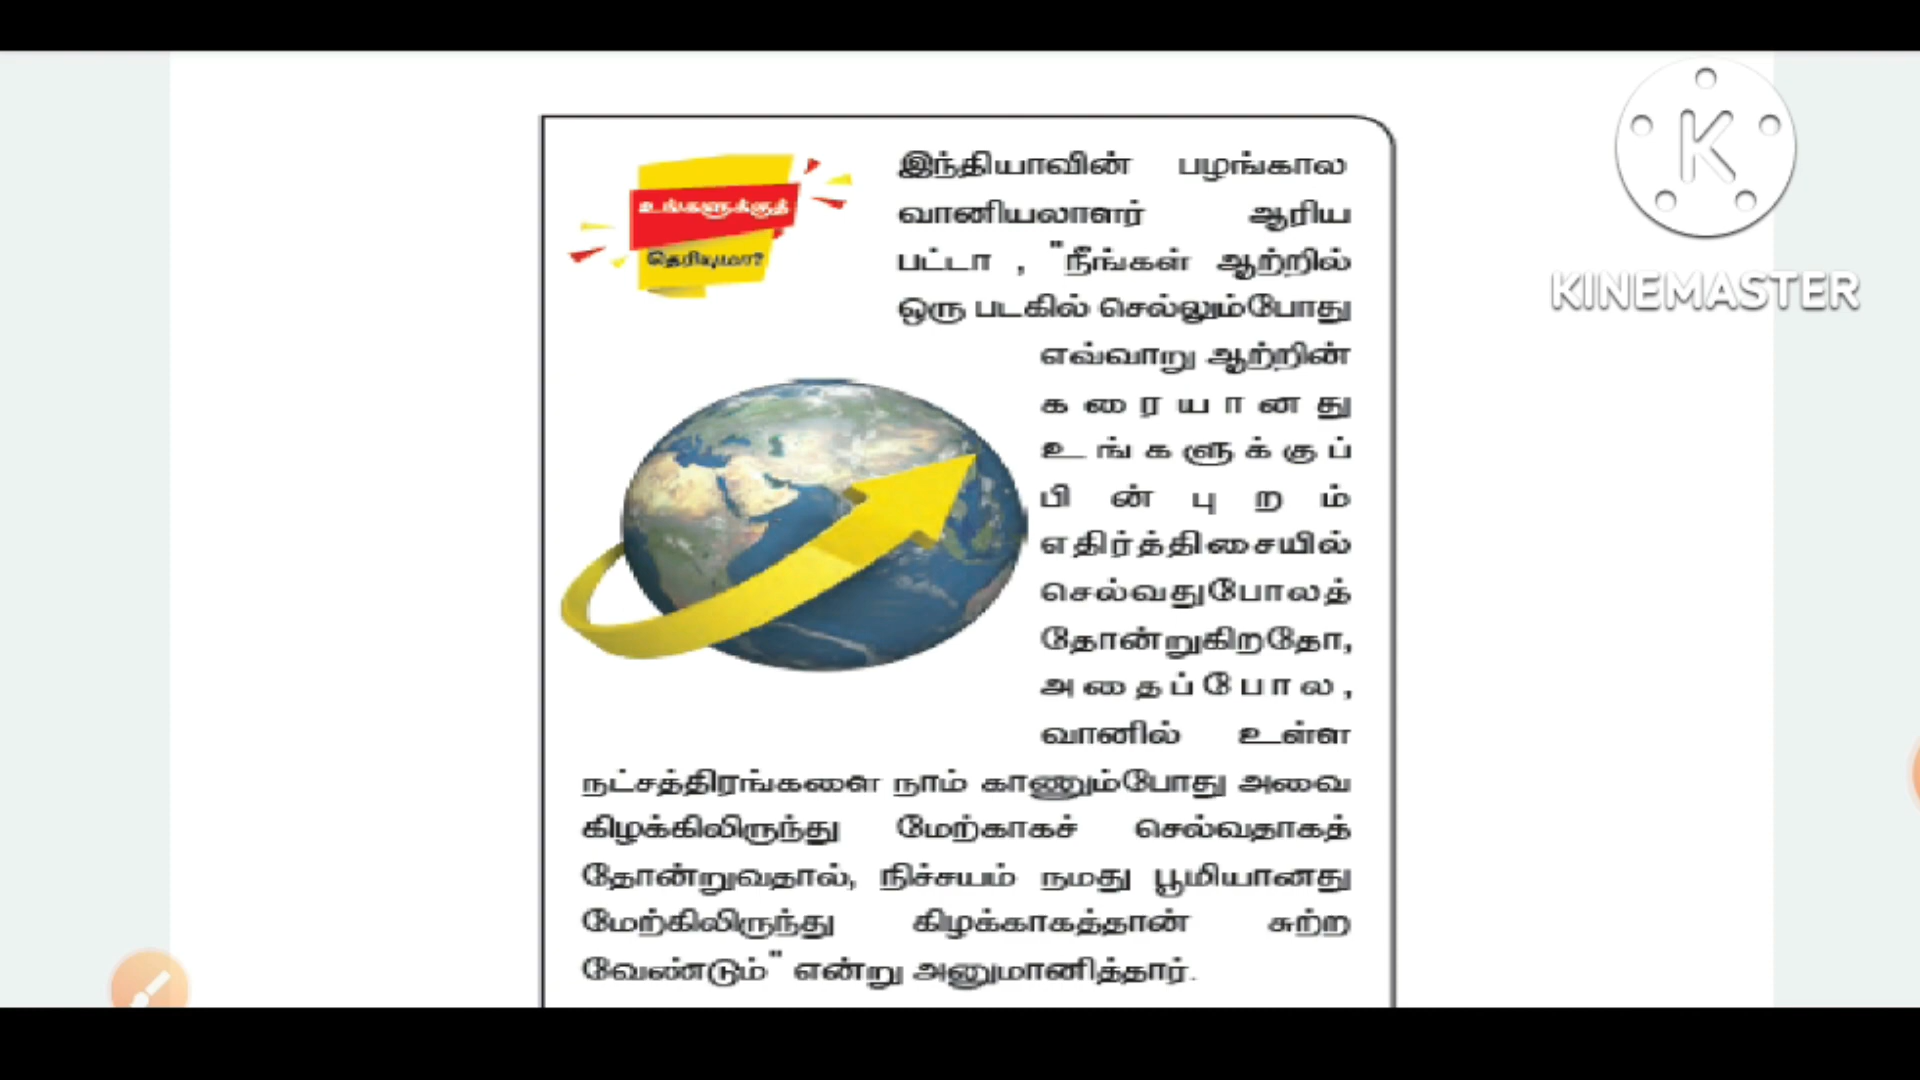 உங்களுக்குத்
தெரியுமா?
இந்தியாவின் பழங்கால
வானியலாளர் ஆரிய
பட்டா , "நீங்கள் ஆற்றில்
ஒரு படகில் செல்லும்போது
எவ்வாறு ஆற்றின்
கரையானது
உங்களுக்குப்
பின்புறம்
எதிர்த்திசையில்
செல்வதுபோலத்
தோன்றுகிறதோ,
அதைப்போல,
வானில் உள்ள
நட்சத்திரங்களை நாம் காணும்போது அவை
கிழக்கிலிருந்து மேற்காகச் செல்வதாகத்
தோன்றுவதால், நிச்சயம் நமது பூமியானது
மேற்கிலிருந்து கிழக்காகத்தான் சுற்ற
வேண்டும்" என்று அனுமானித்தார்.
K
KINEMASTER